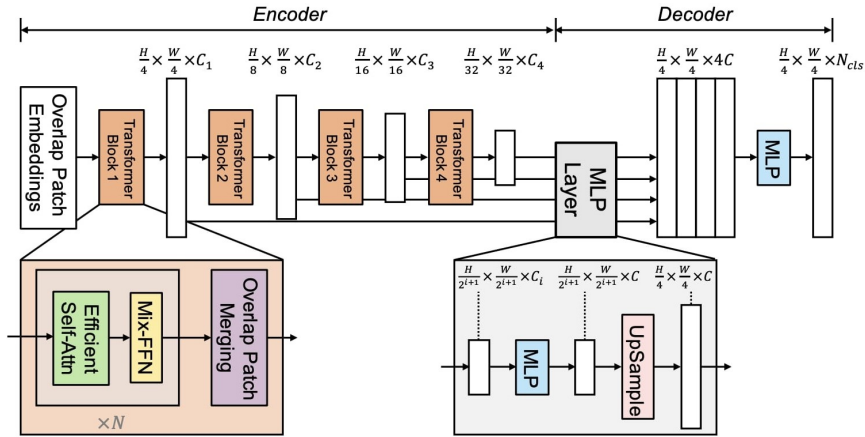 Encoder
Decoder
H/4 × W/4 × C₁
H/8 × W/8 × C₂
H/16 × W/16 × C₃
H/32 × W/32 × C₄
H/4 × W/4 × 4C
H/4 × W/4 × N_cls
Overlap Patch
Embeddings
Transformer
Block 1
Transformer
Block 2
Transformer
Block 3
Transformer
Block 4
MLP
Layer
MLP
Efficient
Self-Attn
Mix-FFN
Overlap Patch
Merging
×N
H/2^{i+1} × W/2^{i+1} × C_i
H/2^{i+1} × W/2^{i+1} × C
H/4 × W/4 × C
MLP
UpSample